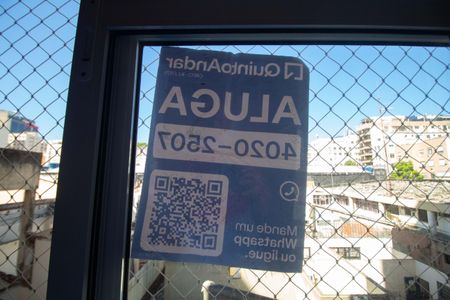 QuintoAndar
ALUGA
4020-2507
Mande um
Whatsapp
ou ligue.